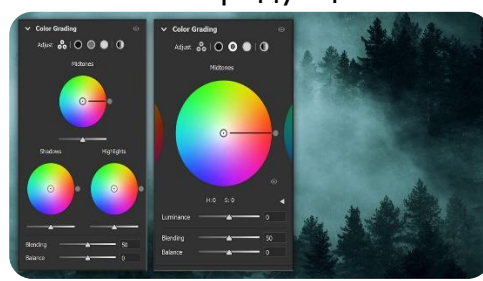 Color Grading
Adjust
Midtones
Shadows Highlights
Blending 50
Balance 0
Color Grading
Adjust
Midtones
H:0 S:0
Luminance 0
Blending 50
Balance 0